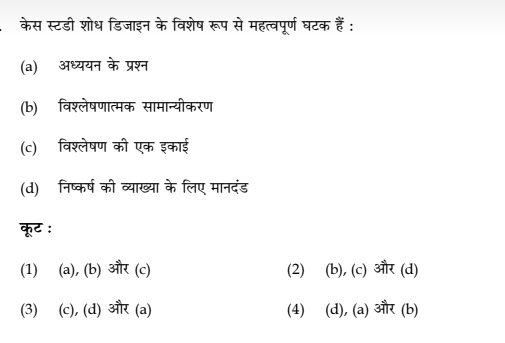 केस स्टडी शोध डिजाइन के विशेष रूप से महत्वपूर्ण घटक हैं :
(a) अध्ययन के प्रश्न
(b) विश्लेषणात्मक सामान्यीकरण
(c) विश्लेषण की एक इकाई
(d) निष्कर्ष की व्याख्या के लिए मानदंड
कूट :
(1) (a), (b) और (c) (2) (b), (c) और (d)
(3) (c), (d) और (a) (4) (d), (a) और (b)